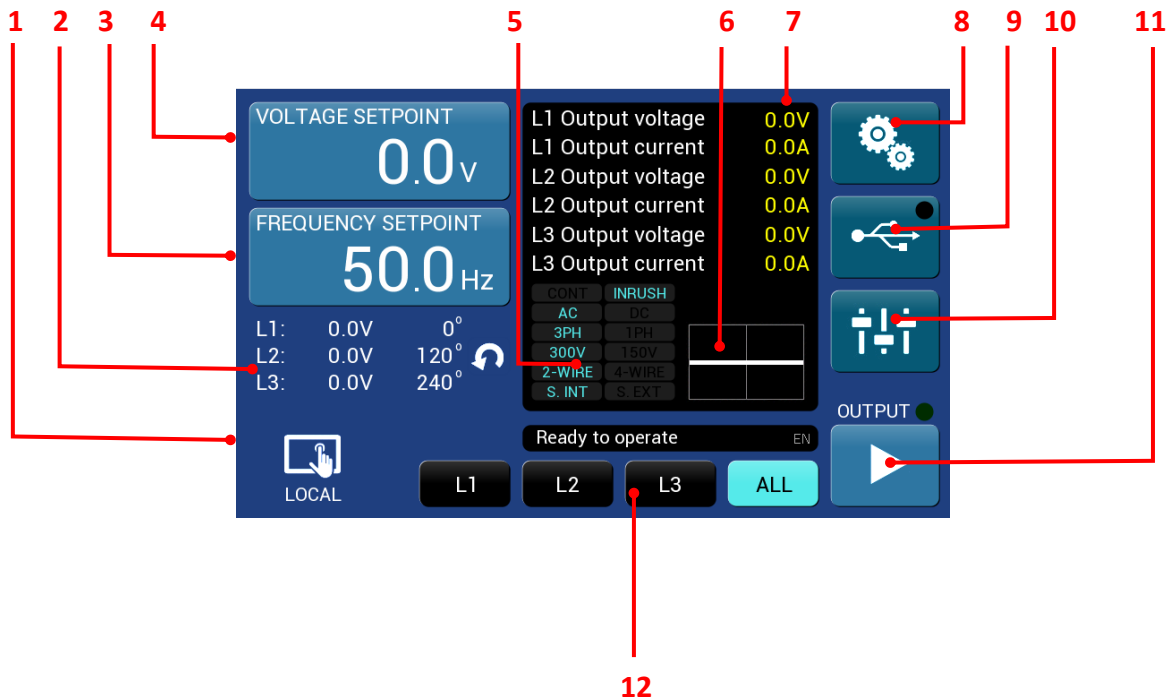 1 2 3 4 5 6 7 8 9 10 11
VOLTAGE SETPOINT
0.0 V
FREQUENCY SETPOINT
50.0 Hz
L1: 0.0V 0°
L2: 0.0V 120°
L3: 0.0V 240°
LOCAL
L1 Output voltage 0.0V
L1 Output current 0.0A
L2 Output voltage 0.0V
L2 Output current 0.0A
L3 Output voltage 0.0V
L3 Output current 0.0A
CONT INRUSH
AC DC
3PH 1PH
300V 150V
2-WIRE 4-WIRE
S. INT S. EXT
Ready to operate EN
L1 L2 L3 ALL
OUTPUT
12